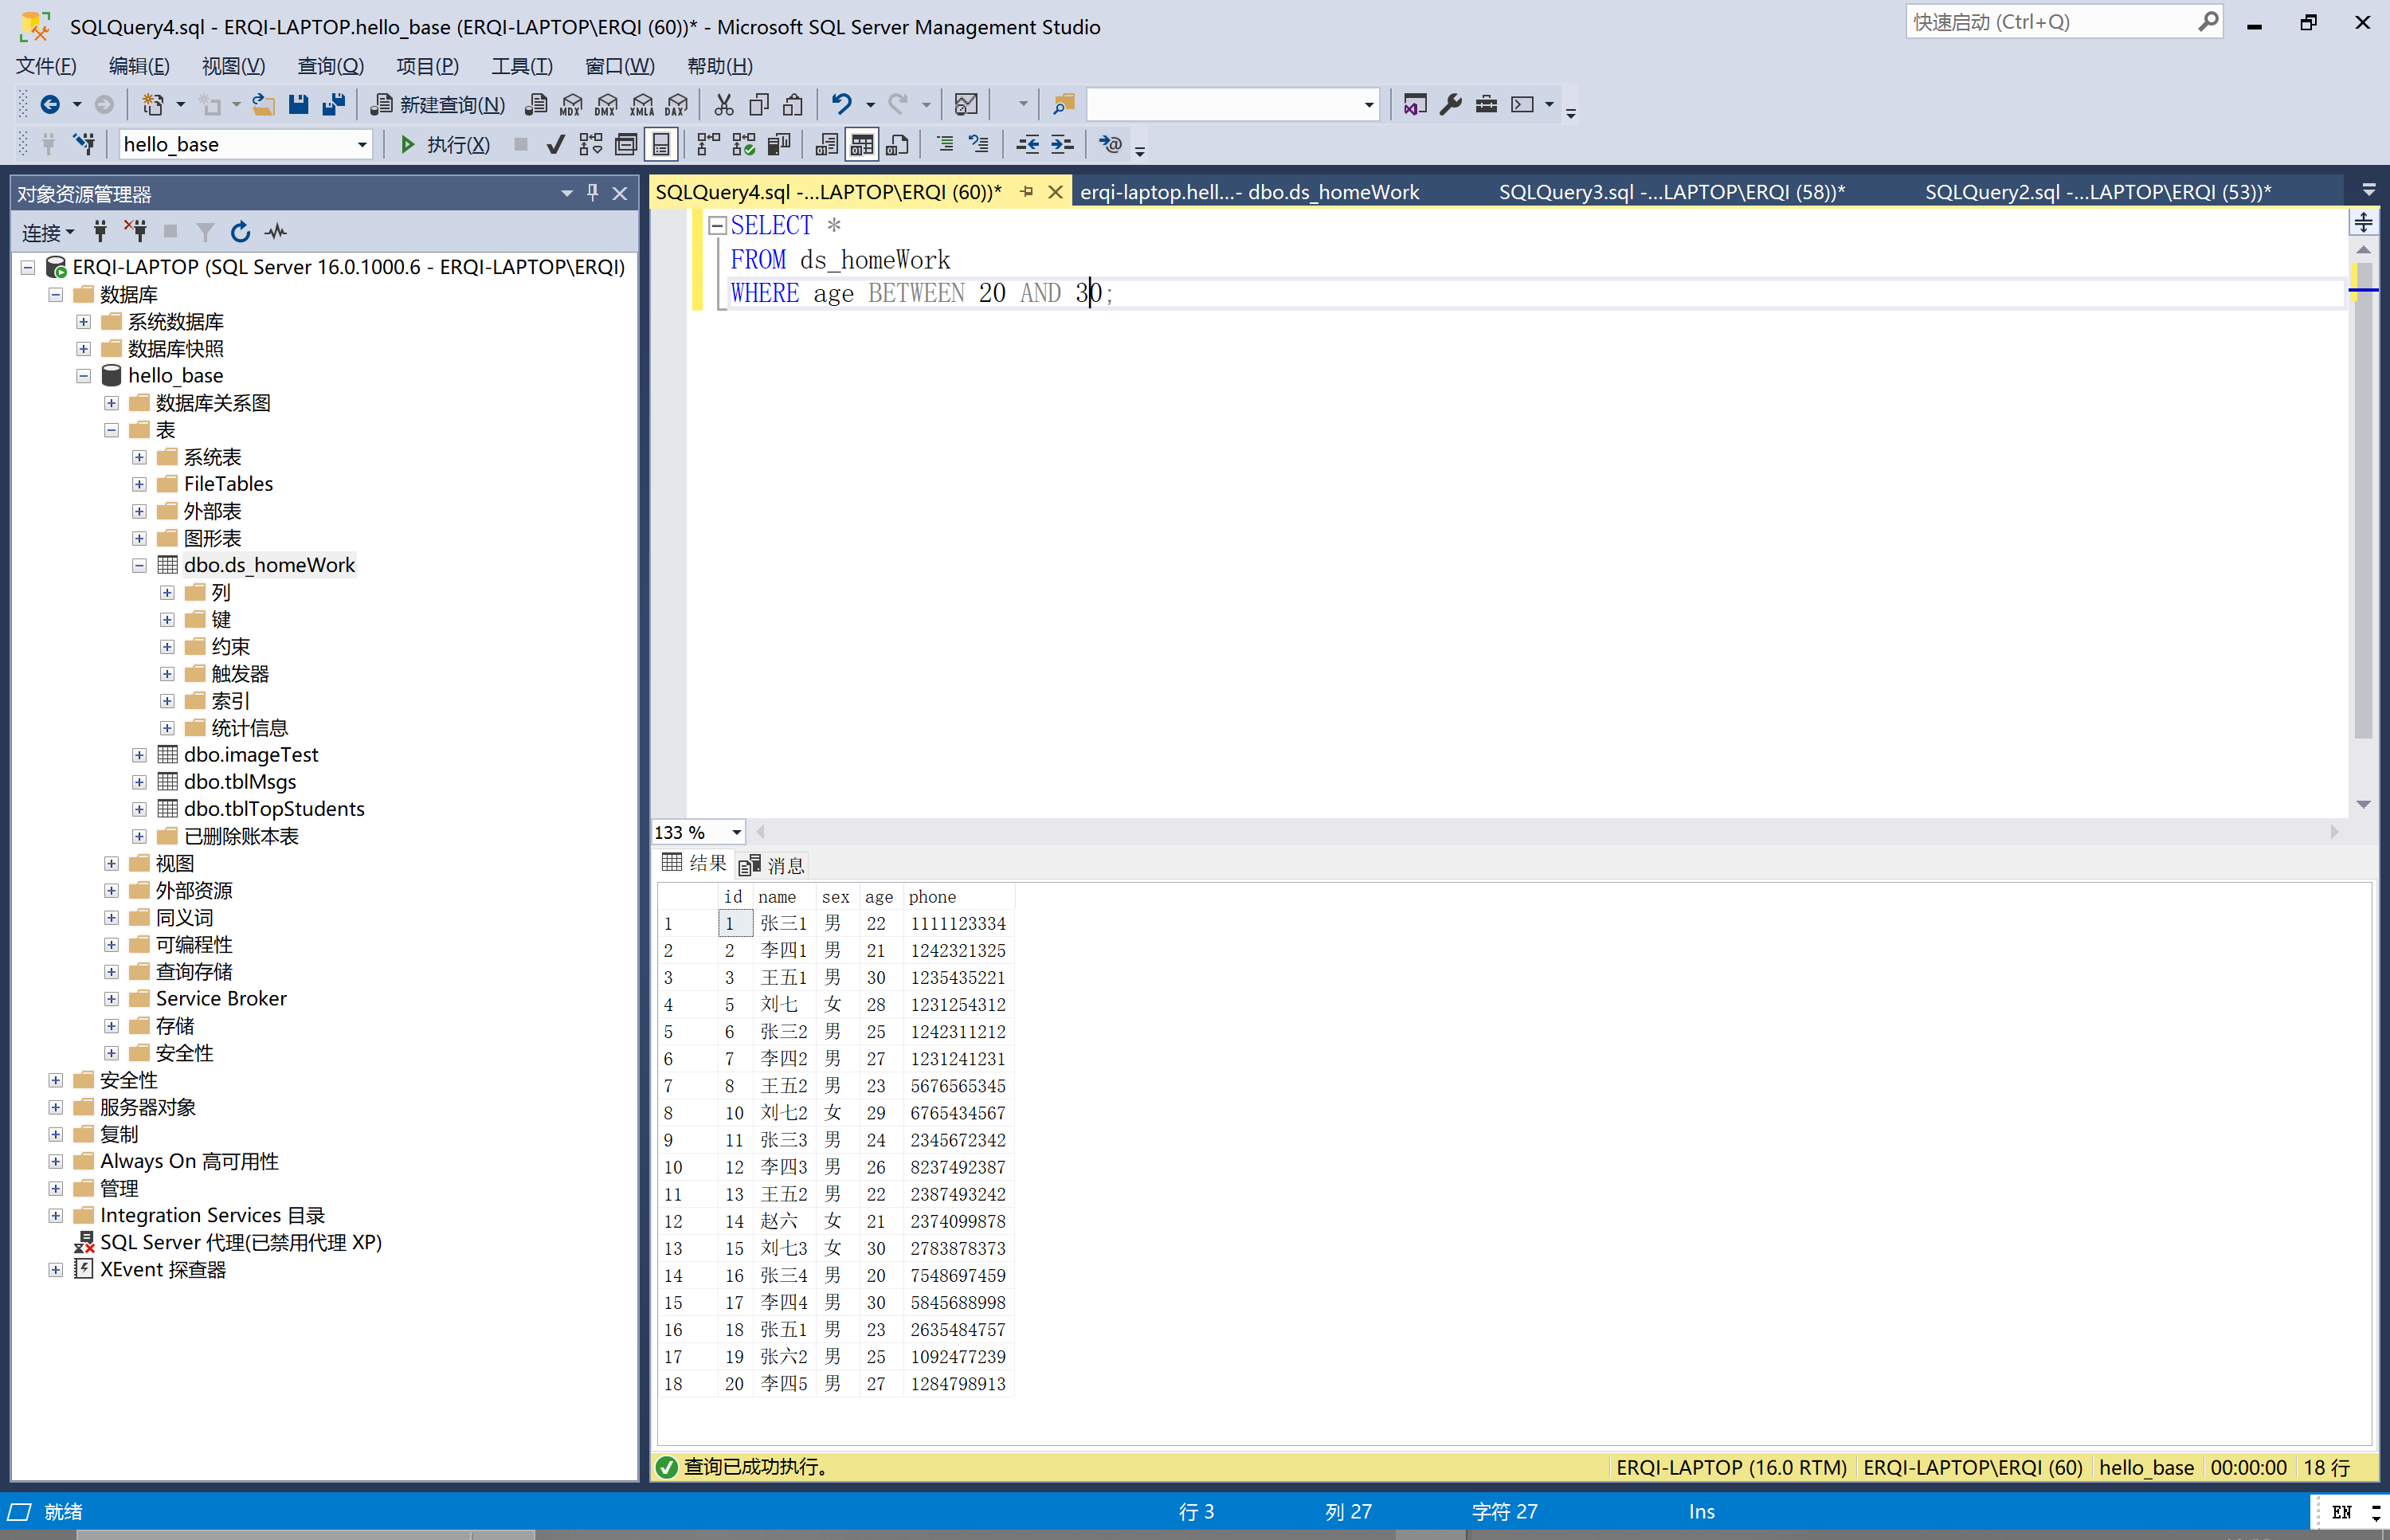 SQLQuery4.sql - ERQI-LAPTOP.hello_base (ERQI-LAPTOP\ERQI (60))* - Microsoft SQL Server Management Studio
快速启动 (Ctrl+Q)
文件(F) 编辑(E) 视图(V) 查询(Q) 项目(P) 工具(T) 窗口(W) 帮助(H)
新建查询(N) MDX DMX XMLA DAX
hello_base 执行(X)
对象资源管理器
连接
ERQI-LAPTOP (SQL Server 16.0.1000.6 - ERQI-LAPTOP\ERQI)
数据库
系统数据库
数据库快照
hello_base
数据库关系图
表
系统表
FileTables
外部表
图形表
dbo.ds_homeWork
列
键
约束
触发器
索引
统计信息
dbo.imageTest
dbo.tblMsgs
dbo.tblTopStudents
已删除账本表
视图
外部资源
同义词
可编程性
查询存储
Service Broker
存储
安全性
安全性
服务器对象
复制
Always On 高可用性
管理
Integration Services 目录
SQL Server 代理(已禁用代理 XP)
XEvent 探查器
SQLQuery4.sql -...LAPTOP\ERQI (60))* erqi-laptop.hell...- dbo.ds_homeWork SQLQuery3.sql -...LAPTOP\ERQI (58))* SQLQuery2.sql -...LAPTOP\ERQI (53))*
SELECT *
FROM ds_homeWork
WHERE age BETWEEN 20 AND 30;
133 %
结果 消息
id name sex age phone
1 1 张三1 男 22 1111123334
2 2 李四1 男 21 1242321325
3 3 王五1 男 30 1235435221
4 5 刘七 女 28 1231254312
5 6 张三2 男 25 1242311212
6 7 李四2 男 27 1231241231
7 8 王五2 男 23 5676565345
8 10 刘七2 女 29 6765434567
9 11 张三3 男 24 2345672342
10 12 李四3 男 26 8237492387
11 13 王五2 男 22 2387493242
12 14 赵六 女 21 2374099878
13 15 刘七3 女 30 2783878373
14 16 张三4 男 20 7548697459
15 17 李四4 男 30 5845688998
16 18 张五1 男 23 2635484757
17 19 张六2 男 25 1092477239
18 20 李四5 男 27 1284798913
查询已成功执行。 ERQI-LAPTOP (16.0 RTM) ERQI-LAPTOP\ERQI (60) hello_base 00:00:00 18 行
就绪 行 3 列 27 字符 27 Ins EN